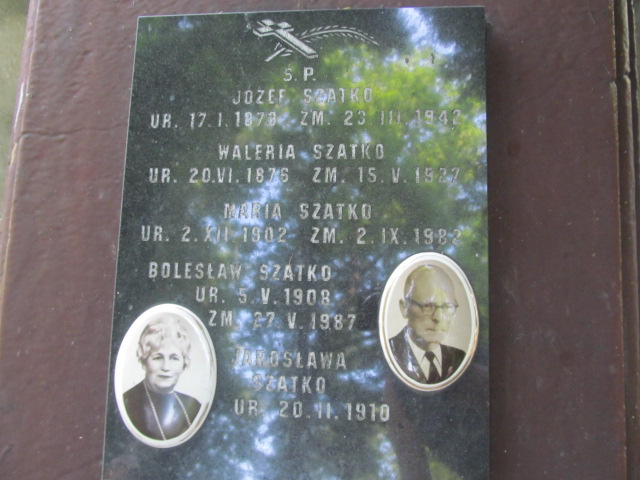 Ś.P.
JÓZEF SZATKO
UR. 17.I.1873 ZM. 23.III.1942
WALERIA SZATKO
UR. 20.VI.1876 ZM. 15.V.1927
MARIA SZATKO
UR. 2.XII.1902 ZM. 2.IX.1982
BOLESŁAW SZATKO
UR. 5.V.1908
ZM. 27.V.1987
JAROSŁAWA
SZATKO
UR. 20.II.1910